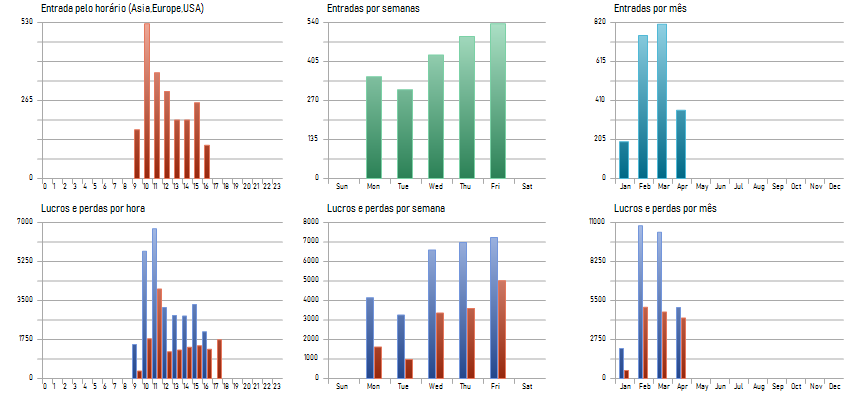 Entrada pelo horário (Asia,Europe,USA)
530
265
0
0 1 2 3 4 5 6 7 8 9 10 11 12 13 14 15 16 17 18 19 20 21 22 23
Entradas por semanas
540
405
270
135
0
Sun Mon Tue Wed Thu Fri Sat
Entradas por mês
820
615
410
205
0
Jan Feb Mar Apr May Jun Jul Aug Sep Oct Nov Dec
Lucros e perdas por hora
7000
5250
3500
1750
0
0 1 2 3 4 5 6 7 8 9 10 11 12 13 14 15 16 17 18 19 20 21 22 23
Lucros e perdas por semana
8000
7000
6000
5000
4000
3000
2000
1000
0
Sun Mon Tue Wed Thu Fri Sat
Lucros e perdas por mês
11000
8250
5500
2750
0
Jan Feb Mar Apr May Jun Jul Aug Sep Oct Nov Dec